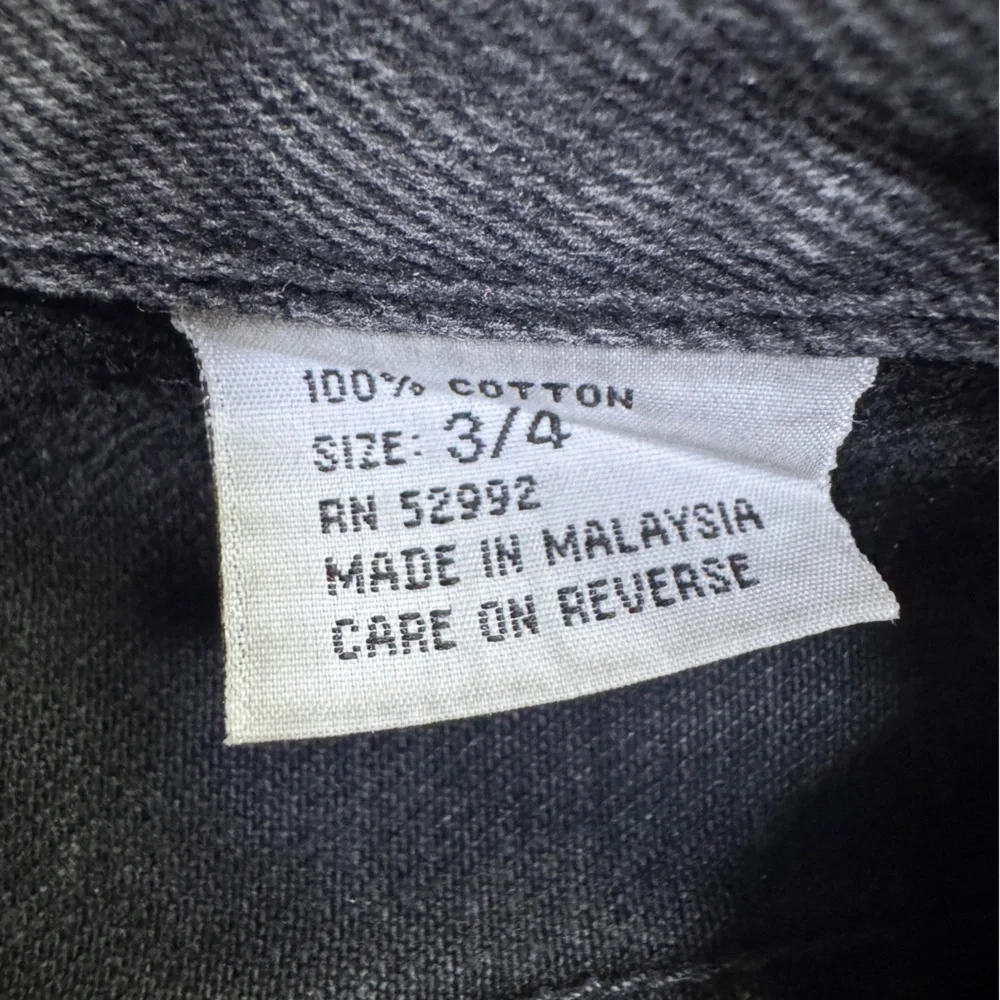 100% COTTON
SIZE: 3/4
RN 52992
MADE IN MALAYSIA
CARE ON REVERSE